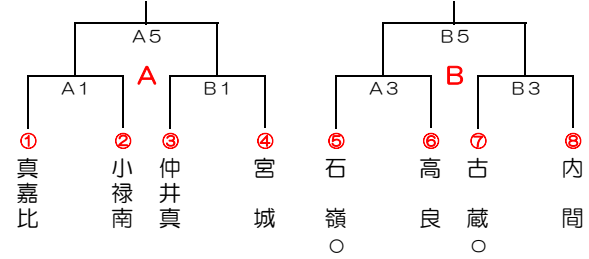 A5 B5
A B
A1 B1 A3 B3
① ② ③ ④ ⑤ ⑥ ⑦ ⑧
真嘉比
小禄南
仲井真
宮城
石嶺○
高良
古蔵○
内間